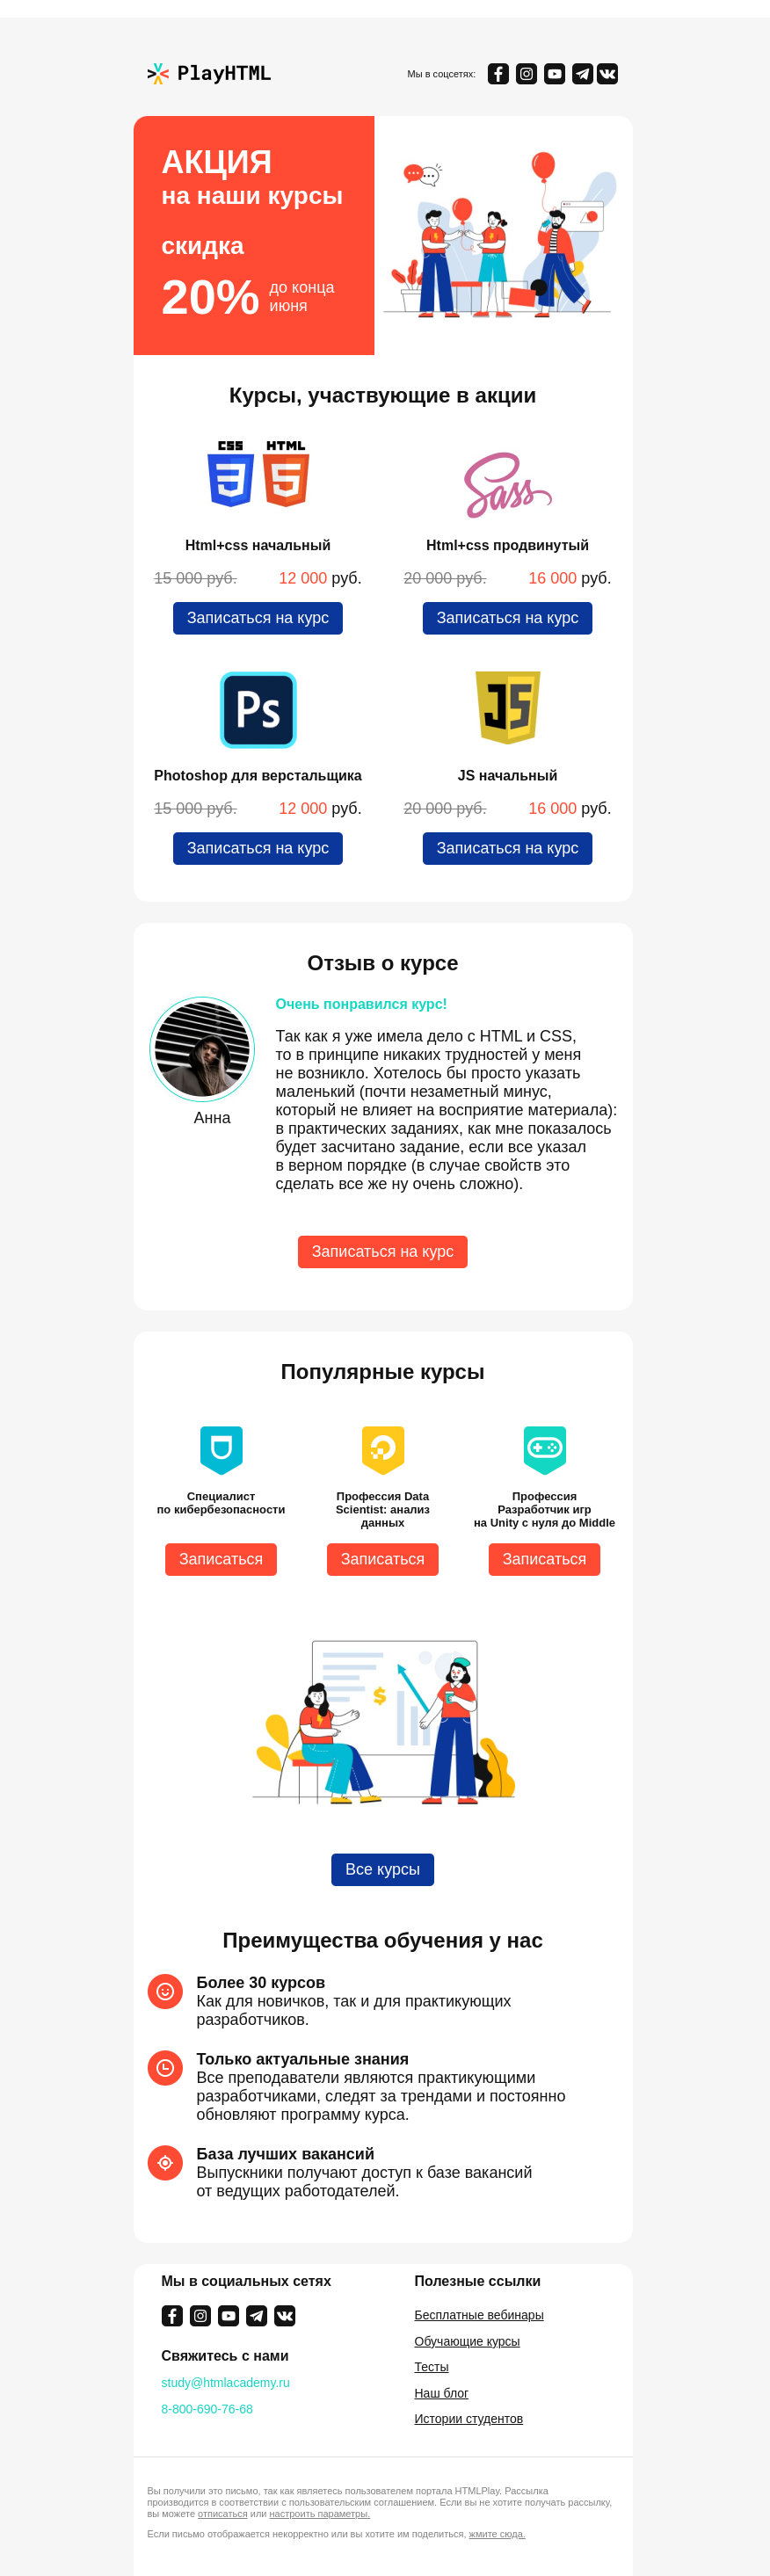 PlayHTML
Мы в соцсетях:
АКЦИЯ
на наши курсы
скидка
20% до конца
июня
Курсы, участвующие в акции
CSS HTML
3 5
Sass
Html+css начальный
Html+css продвинутый
15 000 руб. 12 000 руб.
20 000 руб. 16 000 руб.
Записаться на курс
Записаться на курс
Ps
JS
Photoshop для верстальщика
JS начальный
15 000 руб. 12 000 руб.
20 000 руб. 16 000 руб.
Записаться на курс
Записаться на курс
Отзыв о курсе
Очень понравился курс!
Так как я уже имела дело с HTML и CSS,
то в принципе никаких трудностей у меня
не возникло. Хотелось бы просто указать
маленький (почти незаметный минус,
который не влияет на восприятие материала):
в практических заданиях, как мне показалось
будет засчитано задание, если все указал
в верном порядке (в случае свойств это
сделать все же ну очень сложно).
Анна
Записаться на курс
Популярные курсы
Специалист
по кибербезопасности
Профессия Data
Scientist: анализ
данных
Профессия
Разработчик игр
на Unity с нуля до Middle
Записаться
Записаться
Записаться
$
Все курсы
Преимущества обучения у нас
Более 30 курсов
Как для новичков, так и для практикующих
разработчиков.
Только актуальные знания
Все преподаватели являются практикующими
разработчиками, следят за трендами и постоянно
обновляют программу курса.
База лучших вакансий
Выпускники получают доступ к базе вакансий
от ведущих работодателей.
Мы в социальных сетях
Свяжитесь с нами
study@htmlacademy.ru
8-800-690-76-68
Полезные ссылки
Бесплатные вебинары
Обучающие курсы
Тесты
Наш блог
Истории студентов
Вы получили это письмо, так как являетесь пользователем портала HTMLPlay. Рассылка
производится в соответствии с пользовательским соглашением. Если вы не хотите получать рассылку,
вы можете отписаться или настроить параметры.
Если письмо отображается некорректно или вы хотите им поделиться, жмите сюда.